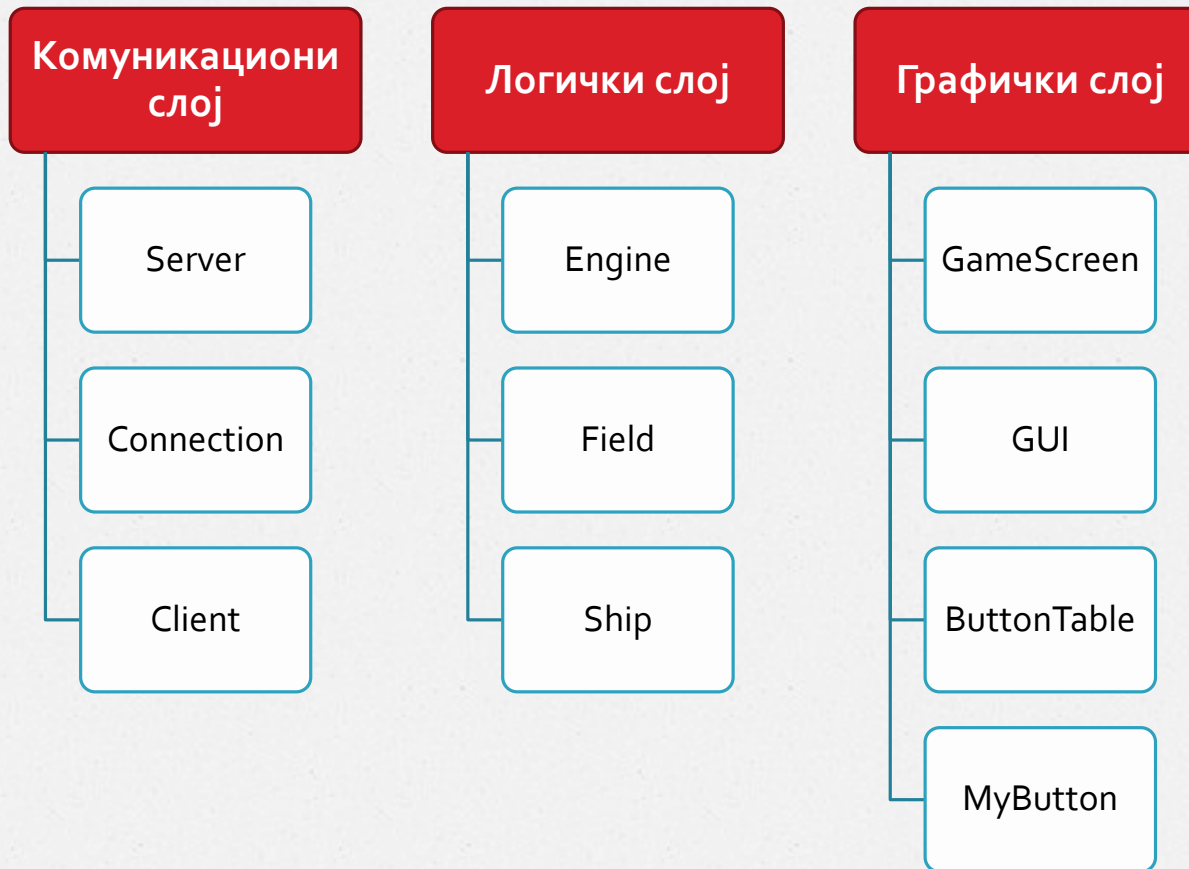 Комуникациони
слој
Server
Connection
Client
Логички слој
Engine
Field
Ship
Графички слој
GameScreen
GUI
ButtonTable
MyButton